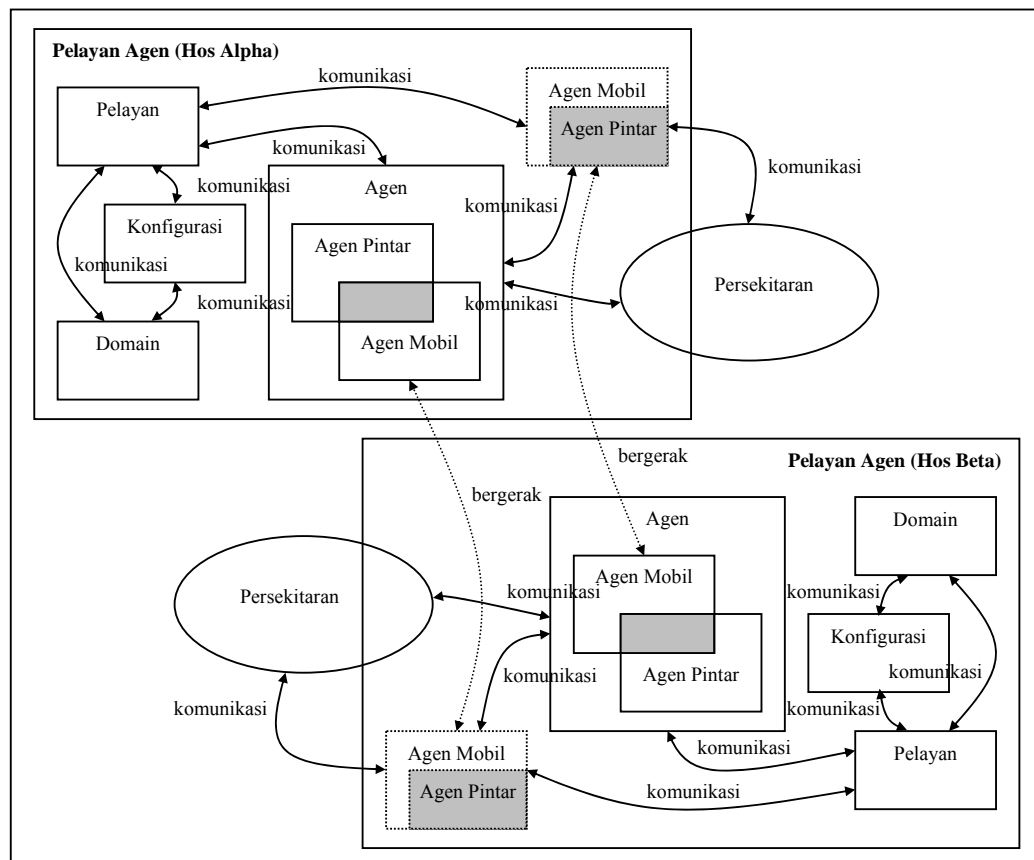 Pelayan Agen (Hos Alpha)
komunikasi
Agen Mobil
Pelayan
Agen Pintar
komunikasi
komunikasi
Agen
komunikasi
komunikasi
Konfigurasi
Agen Pintar
komunikasi
Persekitaran
komunikasi
komunikasi
Domain
Agen Mobil
bergerak
Pelayan Agen (Hos Beta)
bergerak
Agen
Domain
Agen Mobil
Persekitaran
komunikasi
komunikasi
Konfigurasi
komunikasi
Agen Pintar
komunikasi
komunikasi
komunikasi
Agen Mobil
komunikasi
Pelayan
Agen Pintar
komunikasi